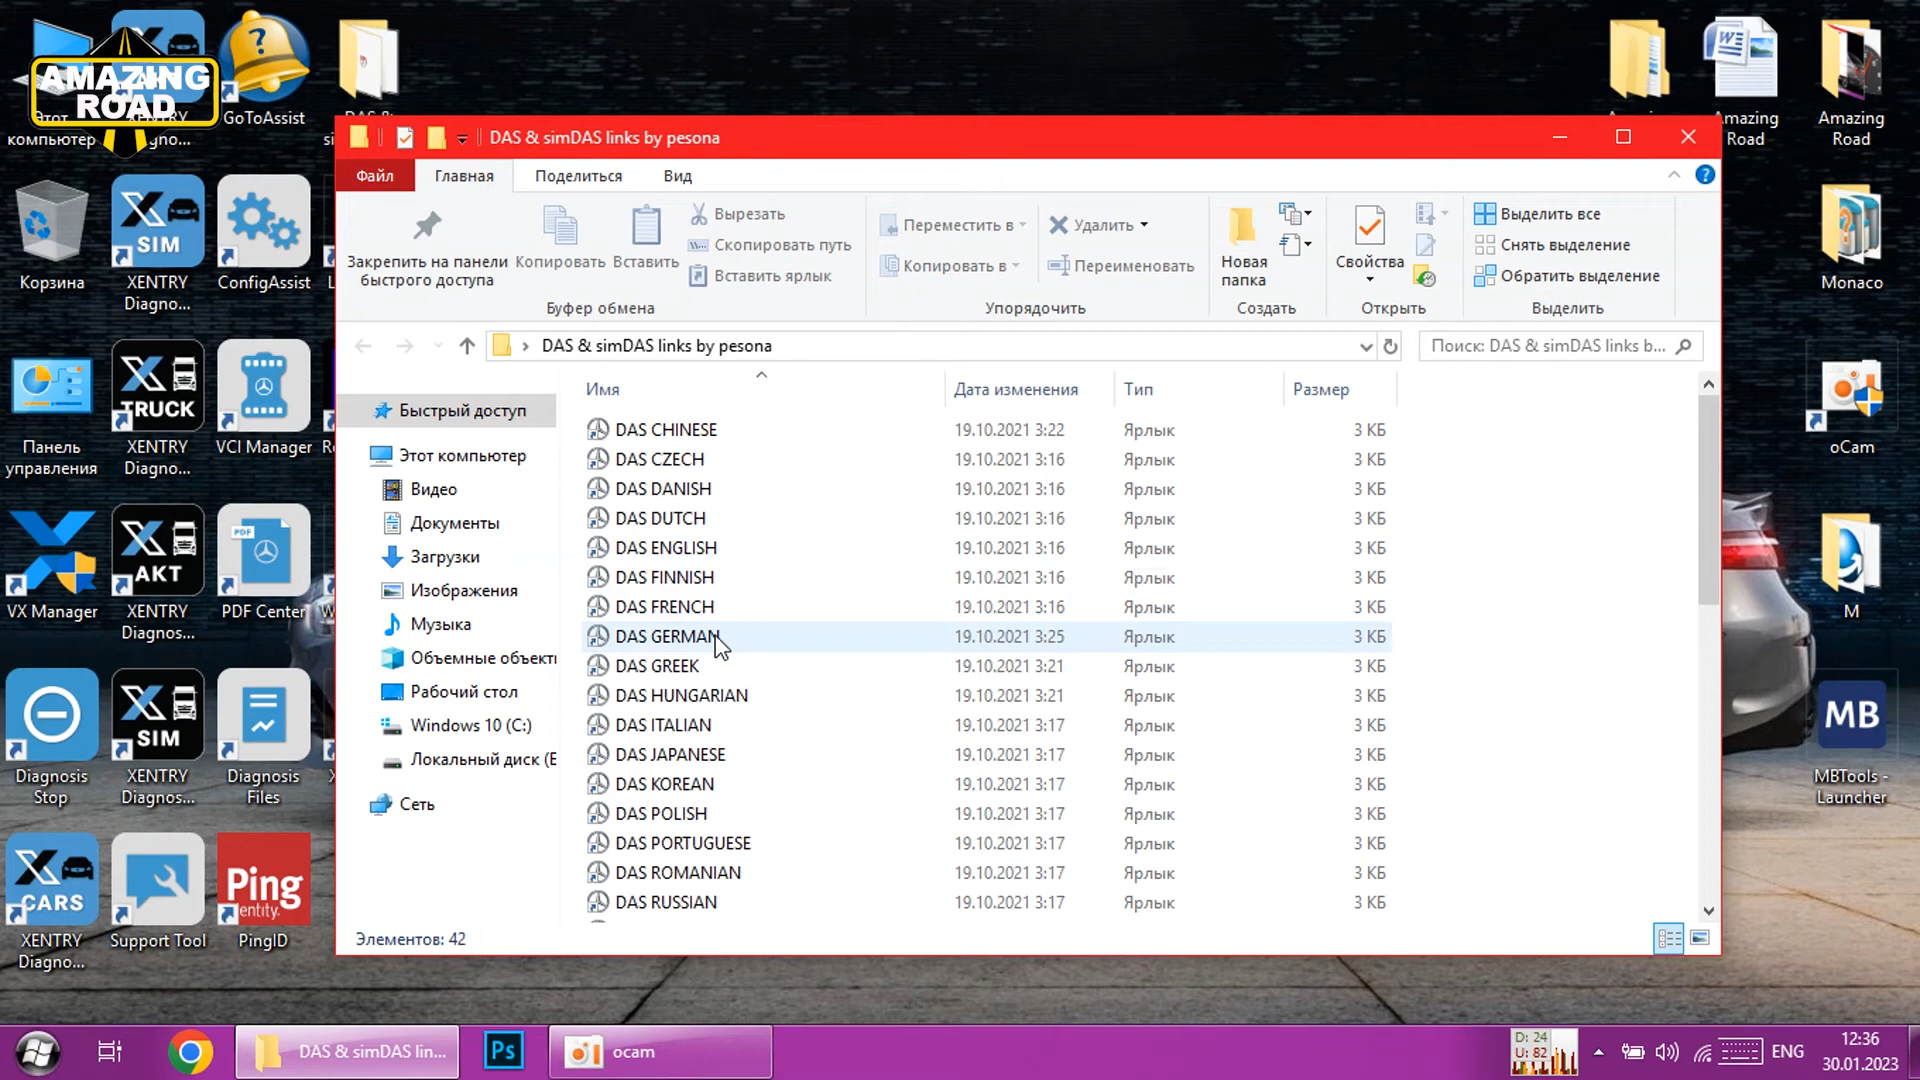 AMAZING
ROAD
Этот
компьютер
XENTRY
Diagno...
GoToAssist
DAS &
Корзина
SIM
XENTRY
Diagno...
ConfigAssist
Панель
управления
TRUCK
XENTRY
Diagno...
VCI Manager
VX Manager
AKT
XENTRY
Diagnos...
PDF
PDF Center
Diagnosis
Stop
SIM
XENTRY
Diagnos...
Diagnosis
Files
CARS
XENTRY
Diagno...
Support Tool
Ping
entity.
PingID
DAS & simDAS links by pesona
Файл
Главная
Поделиться
Вид
Закрепить на панели
быстрого доступа
Копировать
Вставить
Вырезать
Скопировать путь
Вставить ярлык
Буфер обмена
Переместить в
Копировать в
Удалить
Переименовать
Упорядочить
Новая
папка
Создать
Свойства
Открыть
Выделить все
Снять выделение
Обратить выделение
Выделить
DAS & simDAS links by pesona
Поиск: DAS & simDAS links b...
Быстрый доступ
Этот компьютер
Видео
Документы
Загрузки
Изображения
Музыка
Объемные объекты
Рабочий стол
Windows 10 (C:)
Локальный диск (E
Сеть
Имя Дата изменения Тип Размер
DAS CHINESE 19.10.2021 3:22 Ярлык 3 КБ
DAS CZECH 19.10.2021 3:16 Ярлык 3 КБ
DAS DANISH 19.10.2021 3:16 Ярлык 3 КБ
DAS DUTCH 19.10.2021 3:16 Ярлык 3 КБ
DAS ENGLISH 19.10.2021 3:16 Ярлык 3 КБ
DAS FINNISH 19.10.2021 3:16 Ярлык 3 КБ
DAS FRENCH 19.10.2021 3:16 Ярлык 3 КБ
DAS GERMAN 19.10.2021 3:25 Ярлык 3 КБ
DAS GREEK 19.10.2021 3:21 Ярлык 3 КБ
DAS HUNGARIAN 19.10.2021 3:21 Ярлык 3 КБ
DAS ITALIAN 19.10.2021 3:17 Ярлык 3 КБ
DAS JAPANESE 19.10.2021 3:17 Ярлык 3 КБ
DAS KOREAN 19.10.2021 3:17 Ярлык 3 КБ
DAS POLISH 19.10.2021 3:17 Ярлык 3 КБ
DAS PORTUGUESE 19.10.2021 3:17 Ярлык 3 КБ
DAS ROMANIAN 19.10.2021 3:17 Ярлык 3 КБ
DAS RUSSIAN 19.10.2021 3:17 Ярлык 3 КБ
Элементов: 42
Amazing
Road
Amazing
Road
Monaco
oCam
M
MB
MBTools -
Launcher
DAS & simDAS lin...
Ps
ocam
D: 24
U: 82
ENG
12:36
30.01.2023